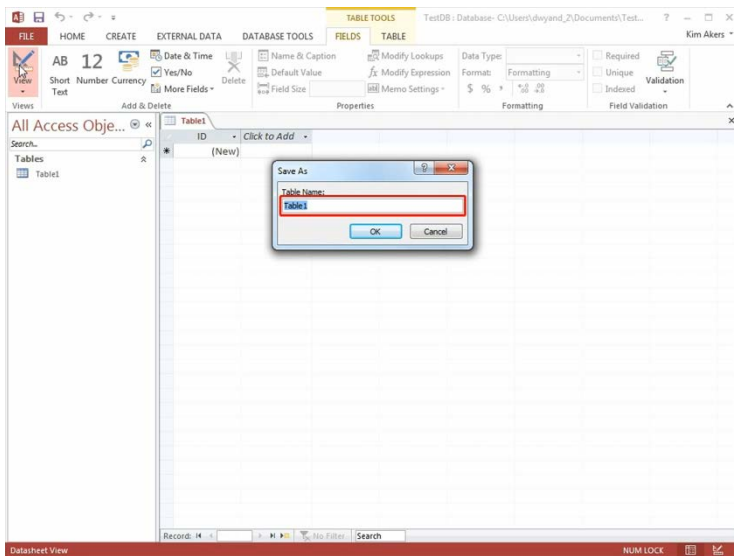 TABLE TOOLS
TestDB : Database- C:\Users\dwyand_2\Documents\Test...
FILE HOME CREATE EXTERNAL DATA DATABASE TOOLS FIELDS TABLE Kim Akers
View
AB
Short Text
12
Number
Currency
Date & Time
Yes/No
More Fields
Delete
Name & Caption
Default Value
Field Size
Modify Lookups
fx Modify Expression
Memo Settings
Data Type:
Format: Formatting
$ % ,
Required
Unique
Indexed
Validation
Views Add & Delete Properties Formatting Field Validation
All Access Obje...
Search...
Tables
Table1
Table1
ID Click to Add
(New)
Save As
Table Name:
Table1
OK Cancel
Record: No Filter Search
Datasheet View NUM LOCK